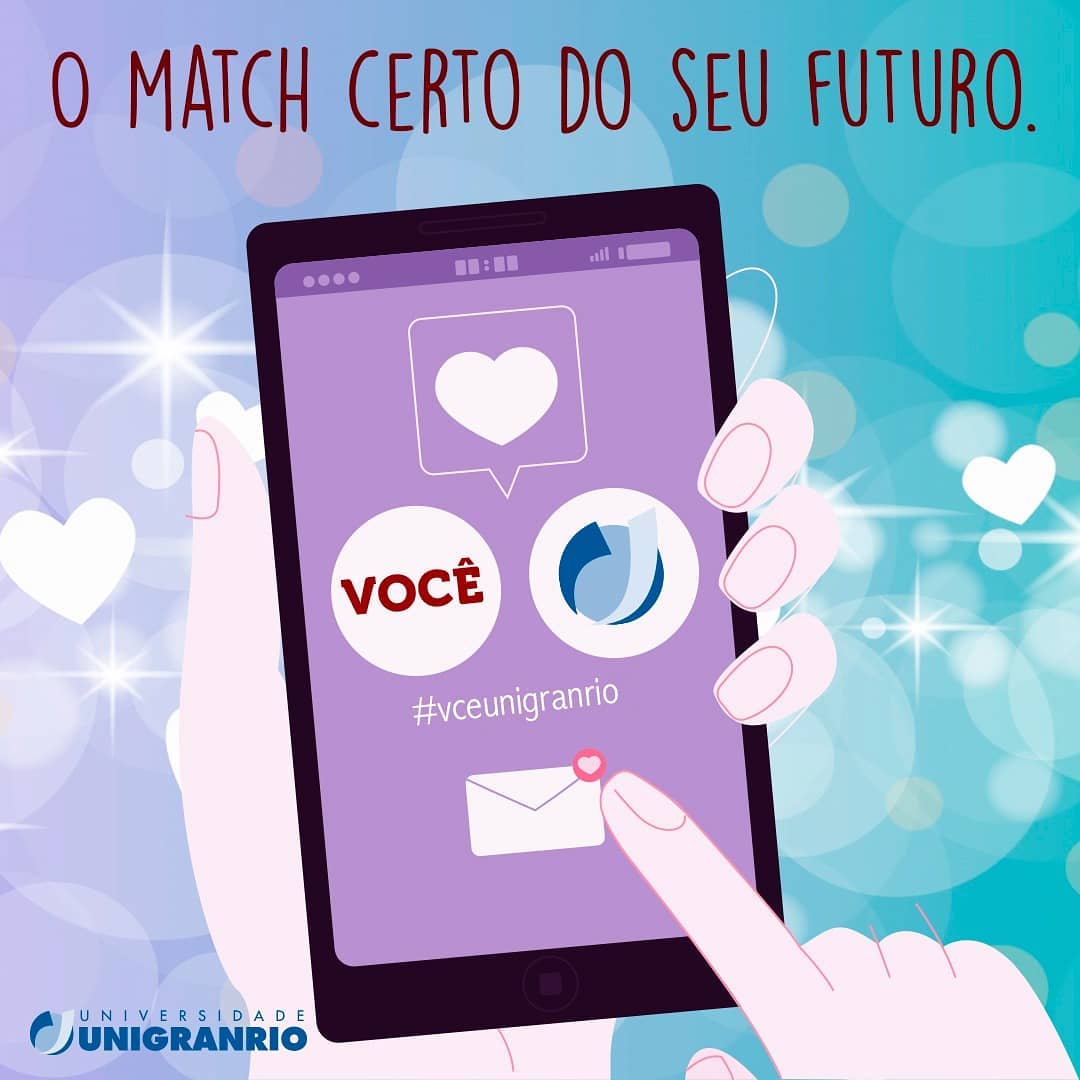 O MATCH CERTO DO SEU FUTURO.
VOCÊ
#vceunigranrio
UNIVERSIDADE
UNIGRANRIO